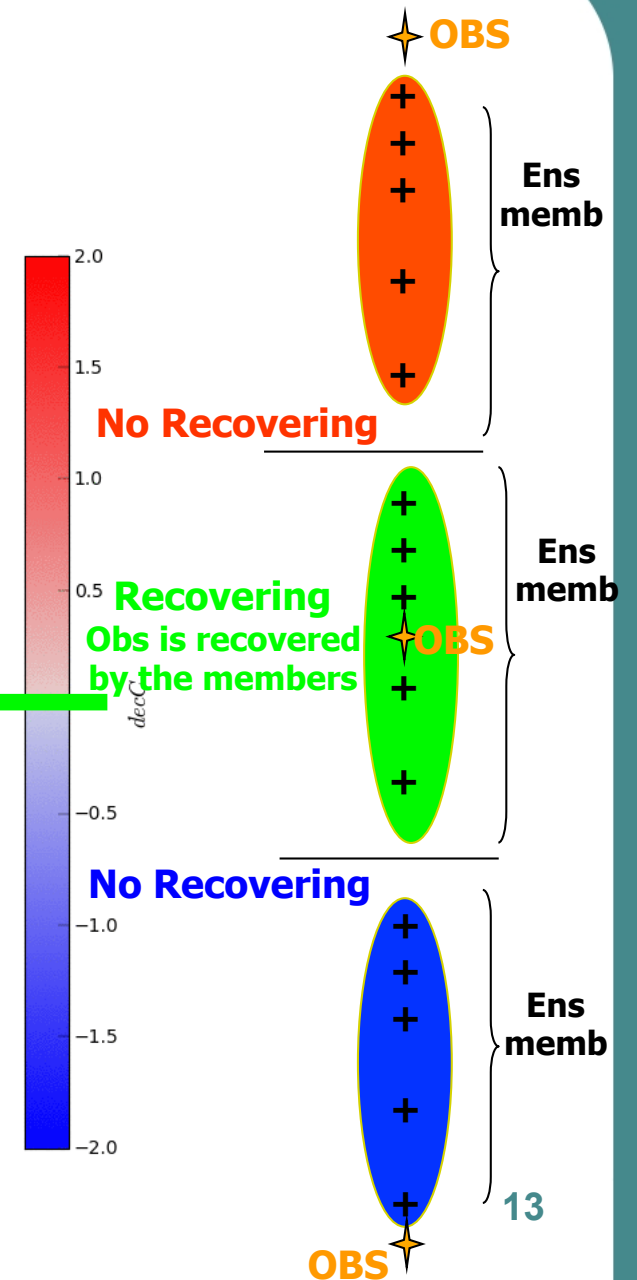 OBS
Ens
memb
2.0
1.5
No Recovering
1.0
Ens
memb
0.5
Recovering
Obs is recovered
OBS
by the members
decC
−0.5
No Recovering
−1.0
Ens
memb
−1.5
−2.0
13
OBS